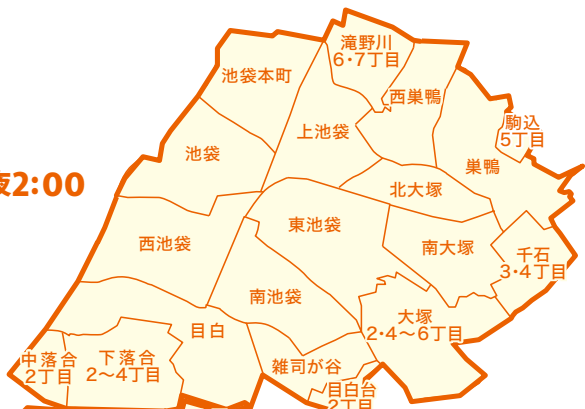 滝野川
6・7丁目
池袋本町
西巣鴨
上池袋
駒込
5丁目
池袋
巣鴨
夜2:00
北大塚
東池袋
西池袋
南大塚
千石
3・4丁目
南池袋
大塚
2・4〜6丁目
目白
中落合
2丁目
下落合
2〜4丁目
雑司が谷
目白台
2丁目